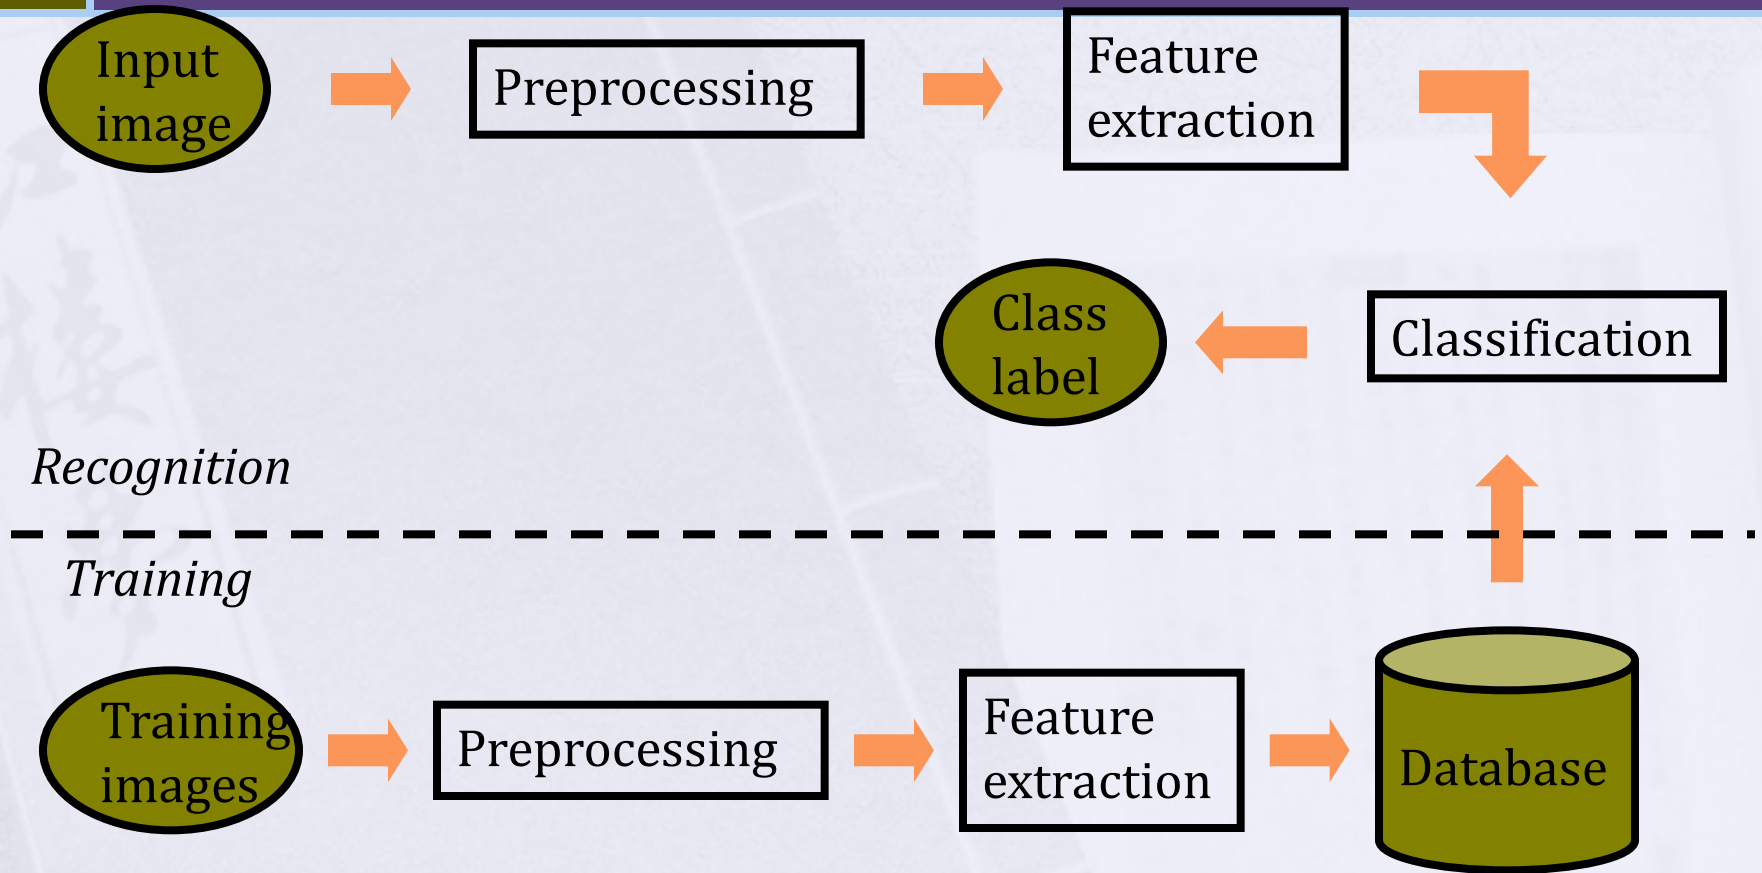 Input
image
Preprocessing
Feature
extraction
Class
label
Classification
Recognition
Training
Training
images
Preprocessing
Feature
extraction
Database